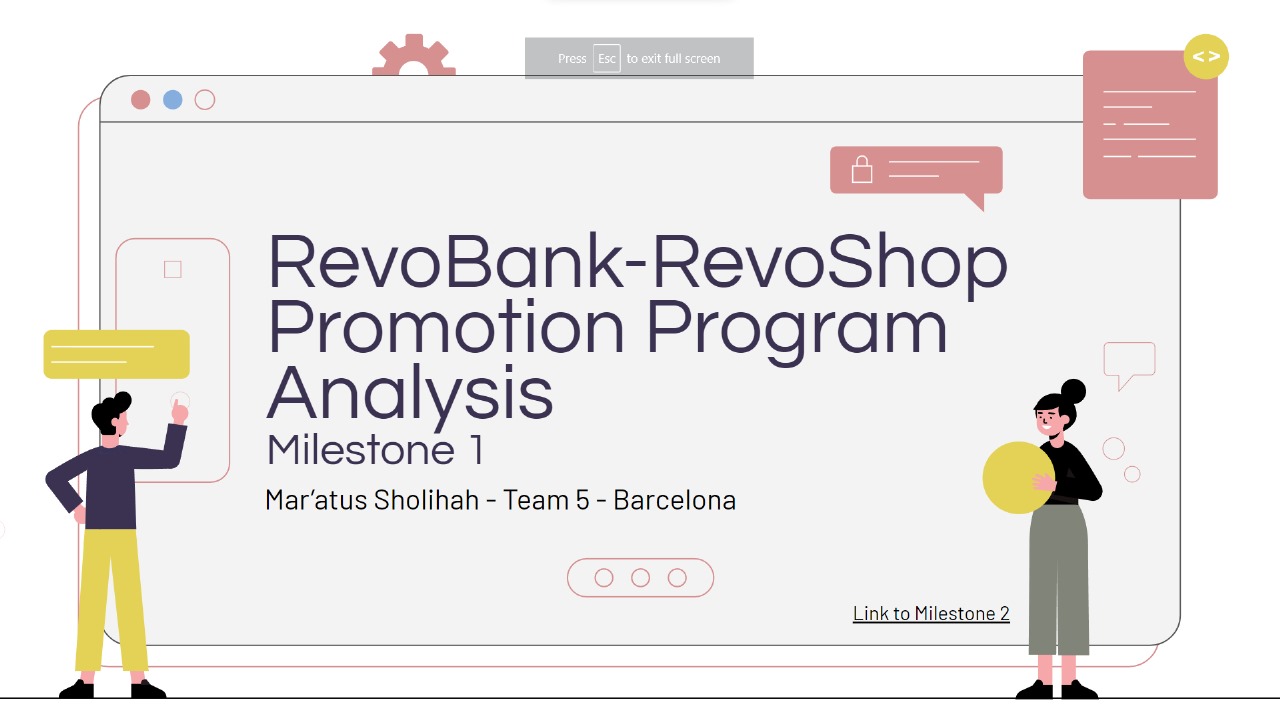 Press Esc to exit full screen
< >
RevoBank-RevoShop
Promotion Program
Analysis
Milestone 1
Mar’atus Sholihah - Team 5 - Barcelona
Link to Milestone 2